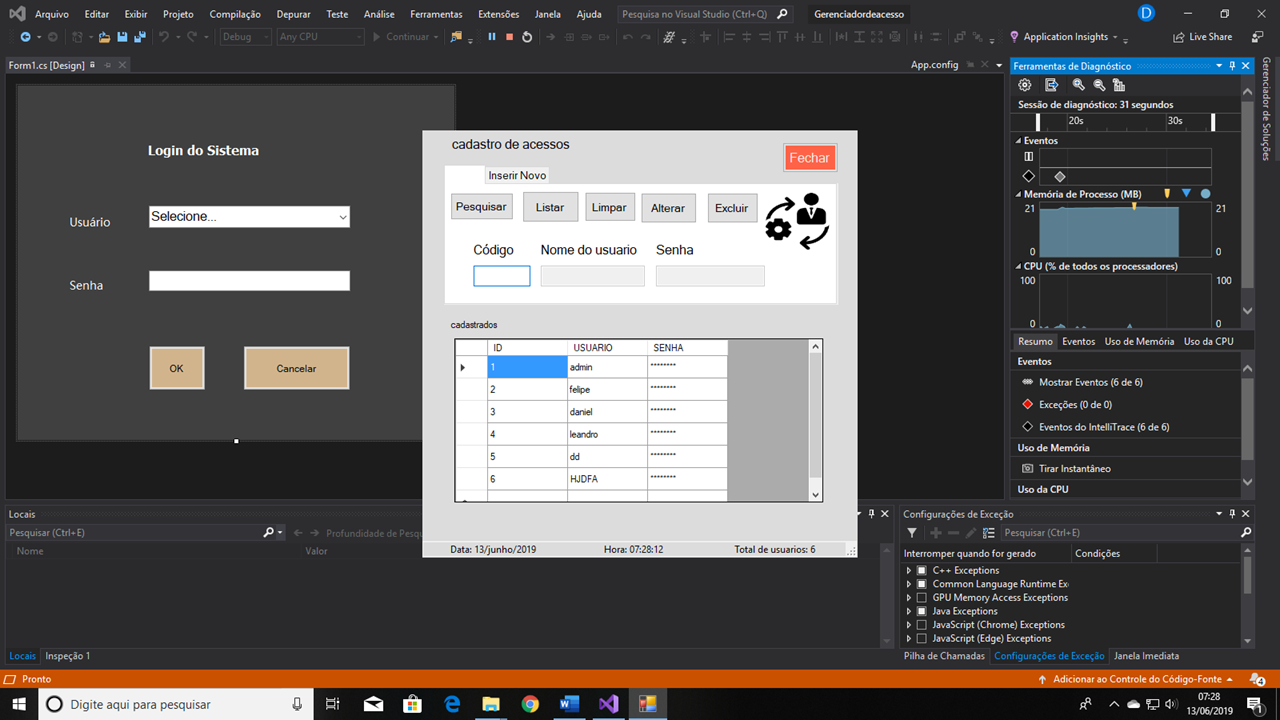 Arquivo Editar Exibir Projeto Compilação Depurar Teste Análise Ferramentas Extensões Janela Ajuda Pesquisa no Visual Studio (Ctrl+Q) Gerenciadordeacesso D
Debug Any CPU Continuar Application Insights Live Share
Form1.cs [Design] App.config
Login do Sistema
Usuário Selecione...
Senha
OK Cancelar
cadastro de acessos
Fechar
Inserir Novo
Pesquisar Listar Limpar Alterar Excluir
Código Nome do usuario Senha
cadastrados
ID USUARIO SENHA
1 admin ********
2 felipe ********
3 daniel ********
4 leandro ********
5 dd ********
6 HJDFA ********
Data: 13/junho/2019 Hora: 07:28:12 Total de usuarios: 6
Ferramentas de Diagnóstico
Sessão de diagnóstico: 31 segundos
20s 30s
Eventos
Memória de Processo (MB)
21 21
0 0
CPU (% de todos os processadores)
100 100
0 0
Resumo Eventos Uso de Memória Uso da CPU
Eventos
Mostrar Eventos (6 de 6)
Exceções (0 de 0)
Eventos do IntelliTrace (6 de 6)
Uso de Memória
Tirar Instantâneo
Uso da CPU
Gerenciador de Soluções
Locais
Pesquisar (Ctrl+E) Profundidade de Pesqu
Nome Valor
Locais Inspeção 1
Configurações de Exceção
Pesquisar (Ctrl+E)
Interromper quando for gerado Condições
C++ Exceptions
Common Language Runtime Exc
GPU Memory Access Exceptions
Java Exceptions
JavaScript (Chrome) Exceptions
JavaScript (Edge) Exceptions
Pilha de Chamadas Configurações de Exceção Janela Imediata
Pronto Adicionar ao Controle do Código-Fonte 4
Digite aqui para pesquisar
07:28
13/06/2019
1